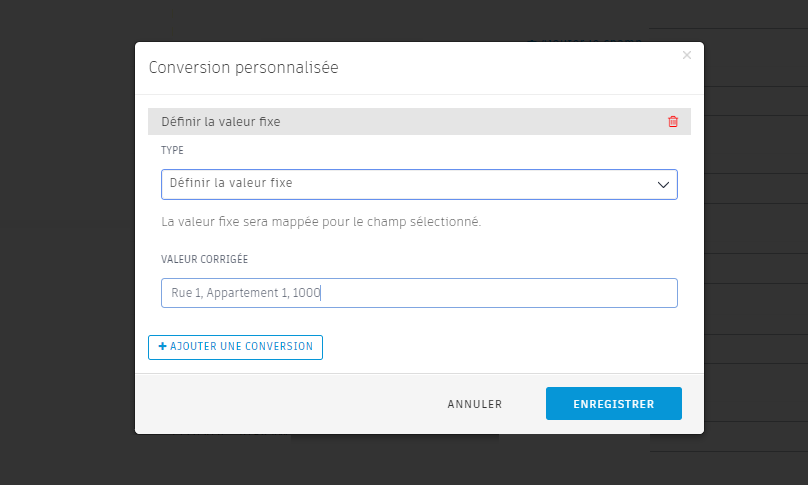 Conversion personnalisée
×
Définir la valeur fixe
TYPE
Définir la valeur fixe
La valeur fixe sera mappée pour le champ sélectionné.
VALEUR CORRIGÉE
Rue 1, Appartement 1, 1000
+ AJOUTER UNE CONVERSION
ANNULER
ENREGISTRER